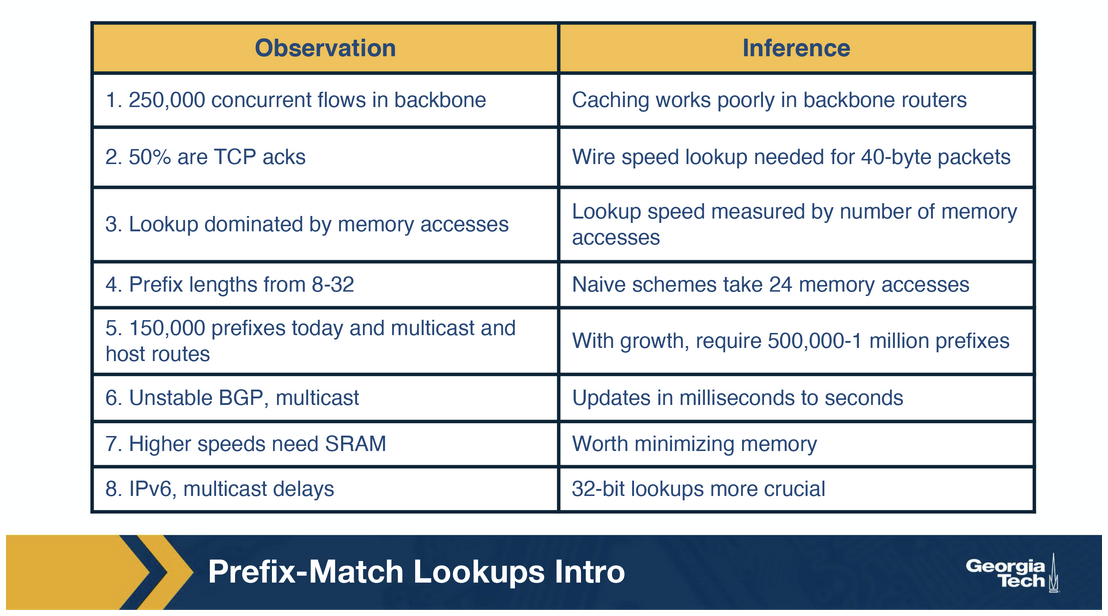 Observation
Inference
1. 250,000 concurrent flows in backbone
Caching works poorly in backbone routers
2. 50% are TCP acks
Wire speed lookup needed for 40-byte packets
3. Lookup dominated by memory accesses
Lookup speed measured by number of memory
accesses
4. Prefix lengths from 8-32
Naive schemes take 24 memory accesses
5. 150,000 prefixes today and multicast and
host routes
With growth, require 500,000-1 million prefixes
6. Unstable BGP, multicast
Updates in milliseconds to seconds
7. Higher speeds need SRAM
Worth minimizing memory
8. IPv6, multicast delays
32-bit lookups more crucial
Prefix-Match Lookups Intro
Georgia
Tech